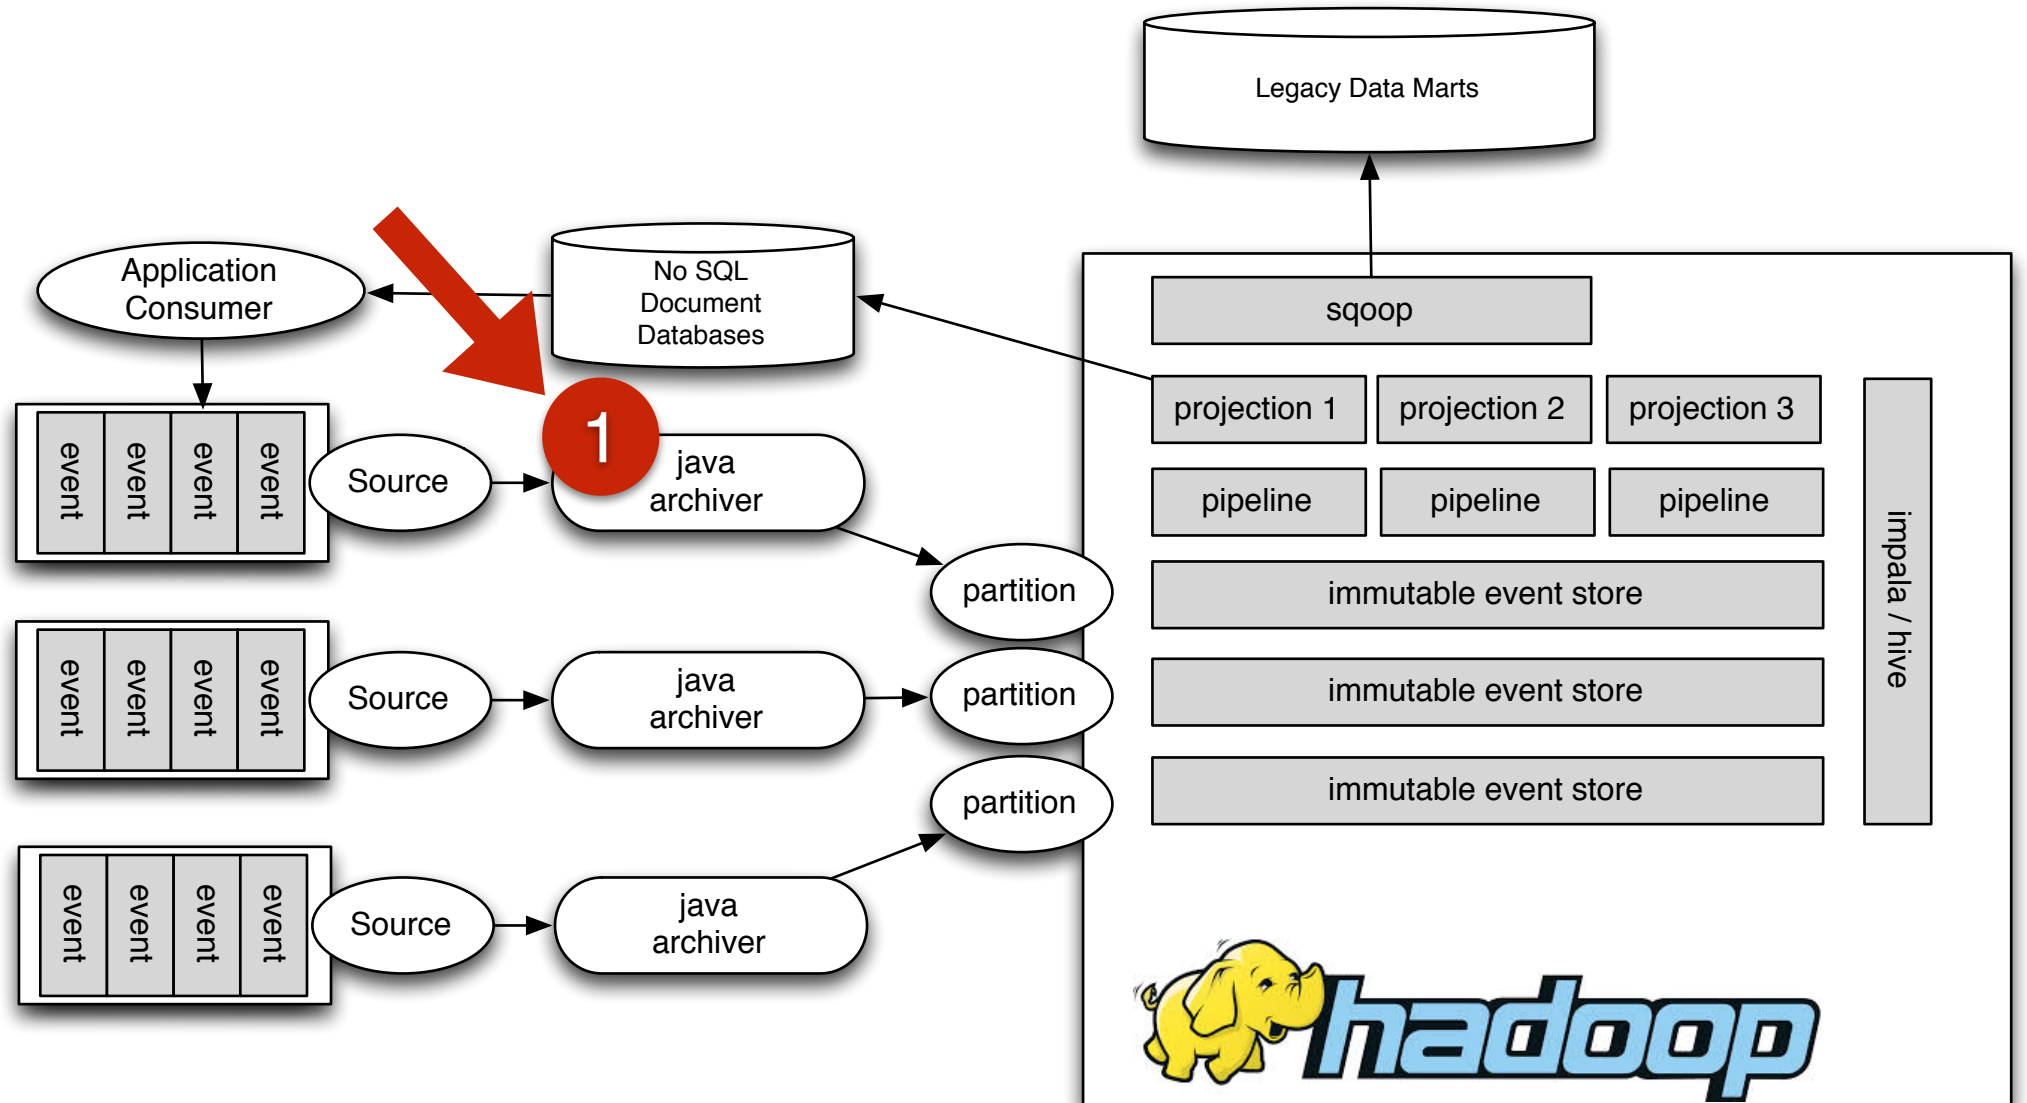 Legacy Data Marts
Application
Consumer
No SQL
Document
Databases
sqoop
projection 1
projection 2
projection 3
1
event
event
event
event
Source
java
archiver
pipeline
pipeline
pipeline
impala / hive
partition
immutable event store
event
event
event
event
Source
java
archiver
partition
immutable event store
partition
immutable event store
event
event
event
event
Source
java
archiver
hadoop